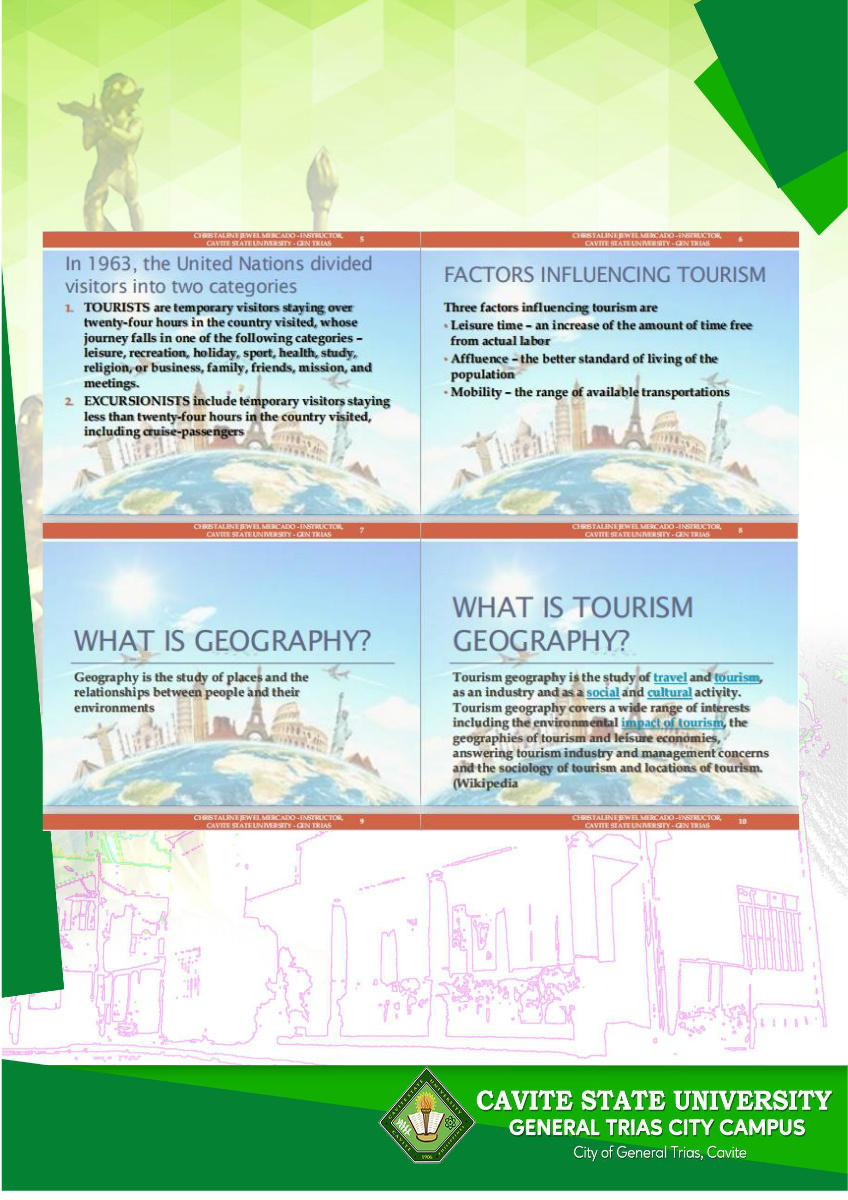 CHRISTALINE JEWEL MERCADO - INSTRUCTOR,
CAVITE STATE UNIVERSITY - GEN TRIAS
5
In 1963, the United Nations divided
visitors into two categories
1. TOURISTS are temporary visitors staying over
twenty-four hours in the country visited, whose
journey falls in one of the following categories –
leisure, recreation, holiday, sport, health, study,
religion, or business, family, friends, mission, and
meetings.
2. EXCURSIONISTS include temporary visitors staying
less than twenty-four hours in the country visited,
including cruise-passengers
CHRISTALINE JEWEL MERCADO - INSTRUCTOR,
CAVITE STATE UNIVERSITY - GEN TRIAS
6
FACTORS INFLUENCING TOURISM
Three factors influencing tourism are
• Leisure time – an increase of the amount of time free
from actual labor
• Affluence – the better standard of living of the
population
• Mobility – the range of available transportations
CHRISTALINE JEWEL MERCADO - INSTRUCTOR,
CAVITE STATE UNIVERSITY - GEN TRIAS
7
WHAT IS GEOGRAPHY?
Geography is the study of places and the
relationships between people and their
environments
CHRISTALINE JEWEL MERCADO - INSTRUCTOR,
CAVITE STATE UNIVERSITY - GEN TRIAS
8
WHAT IS TOURISM
GEOGRAPHY?
Tourism geography is the study of travel and tourism,
as an industry and as a social and cultural activity.
Tourism geography covers a wide range of interests
including the environmental impact of tourism, the
geographies of tourism and leisure economies,
answering tourism industry and management concerns
and the sociology of tourism and locations of tourism.
(Wikipedia
CHRISTALINE JEWEL MERCADO - INSTRUCTOR,
CAVITE STATE UNIVERSITY - GEN TRIAS
9
CHRISTALINE JEWEL MERCADO - INSTRUCTOR,
CAVITE STATE UNIVERSITY - GEN TRIAS
10
CAVITE STATE UNIVERSITY
GENERAL TRIAS CITY CAMPUS
City of General Trias, Cavite
CAVITE STATE UNIVERSITY
CAVITE
PHILIPPINES
1906